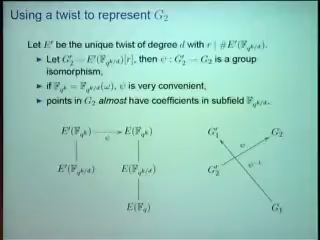 Using a twist to represent G₂
Let E' be the unique twist of degree d with r | #E'(F_{q^{k/d}}).
▶ Let G'₂ = E'(F_{q^{k/d}})[r], then ψ : G'₂ → G₂ is a group
isomorphism,
▶ if F_{q^k} = F_{q^{k/d}}(ω), ψ is very convenient,
▶ points in G₂ almost have coefficients in subfield F_{q^{k/d}}.
E'(F_{q^k}) → E(F_{q^k})
ψ
G'₁ G₂
ψ
E'(F_{q^{k/d}}) E(F_{q^{k/d}})
G'₂ ψ⁻¹
E(F_q) G₁